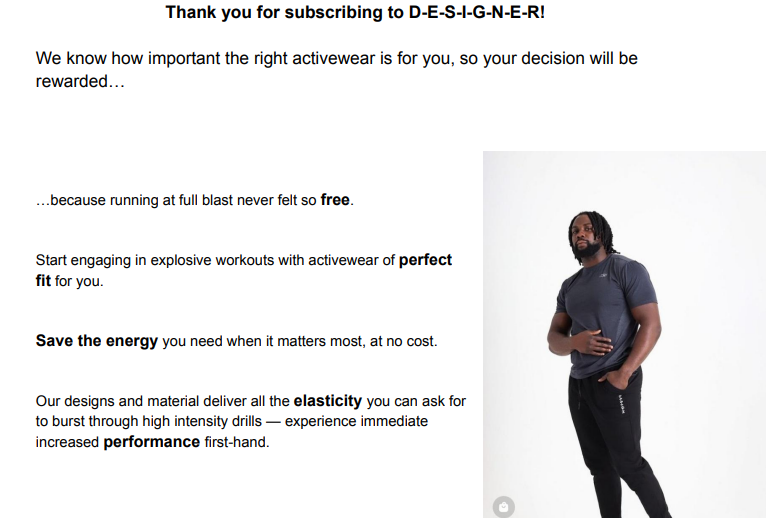 Thank you for subscribing to D-E-S-I-G-N-E-R!
We know how important the right activewear is for you, so your decision will be
rewarded…
…because running at full blast never felt so free.
Start engaging in explosive workouts with activewear of perfect
fit for you.
Save the energy you need when it matters most, at no cost.
Our designs and material deliver all the elasticity you can ask for
to burst through high intensity drills — experience immediate
increased performance first-hand.